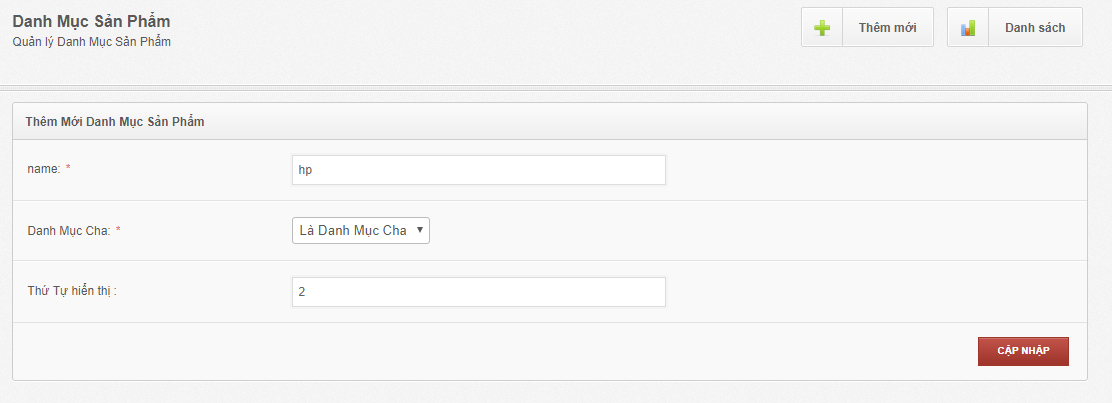 Danh Mục Sản Phẩm
Quản lý Danh Mục Sản Phẩm
Thêm mới
Danh sách
Thêm Mới Danh Mục Sản Phẩm
name: *
hp
Danh Mục Cha: *
Là Danh Mục Cha
Thứ Tự hiển thị :
2
CẬP NHẬP